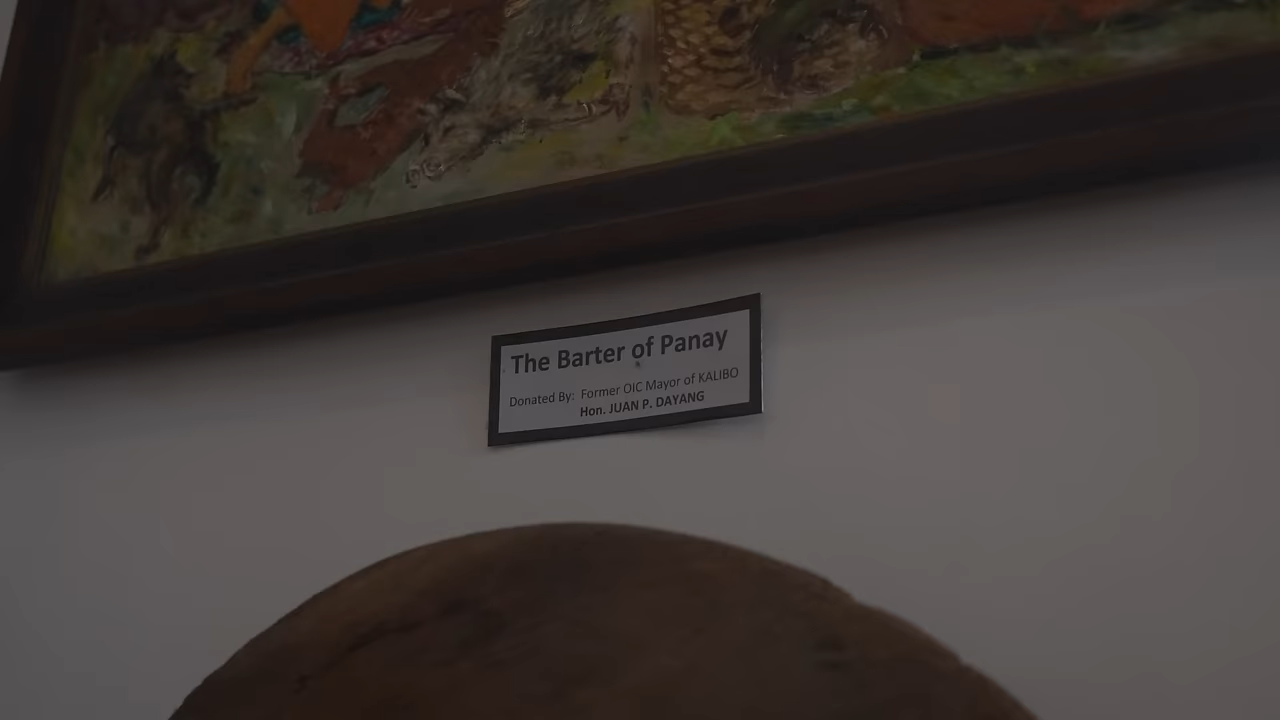 The Barter of Panay
Donated By: Former OIC Mayor of KALIBO
Hon. JUAN P. DAYANG